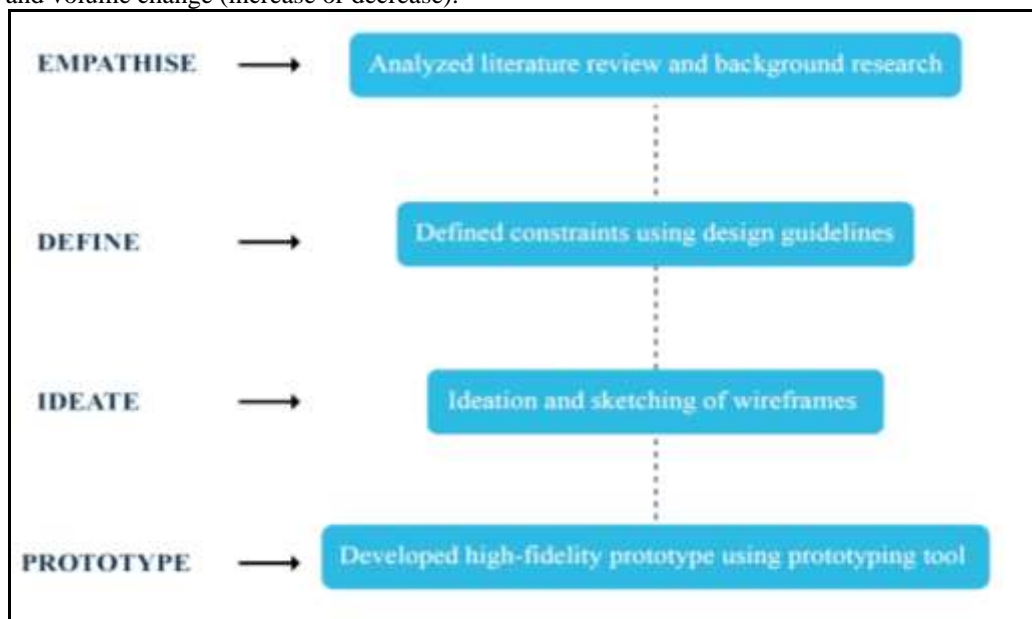 and volume change (increase or decrease).
EMPATHISE Analyzed literature review and background research
DEFINE Defined constraints using design guidelines
IDEATE Ideation and sketching of wireframes
PROTOTYPE Developed high-fidelity prototype using prototyping tool